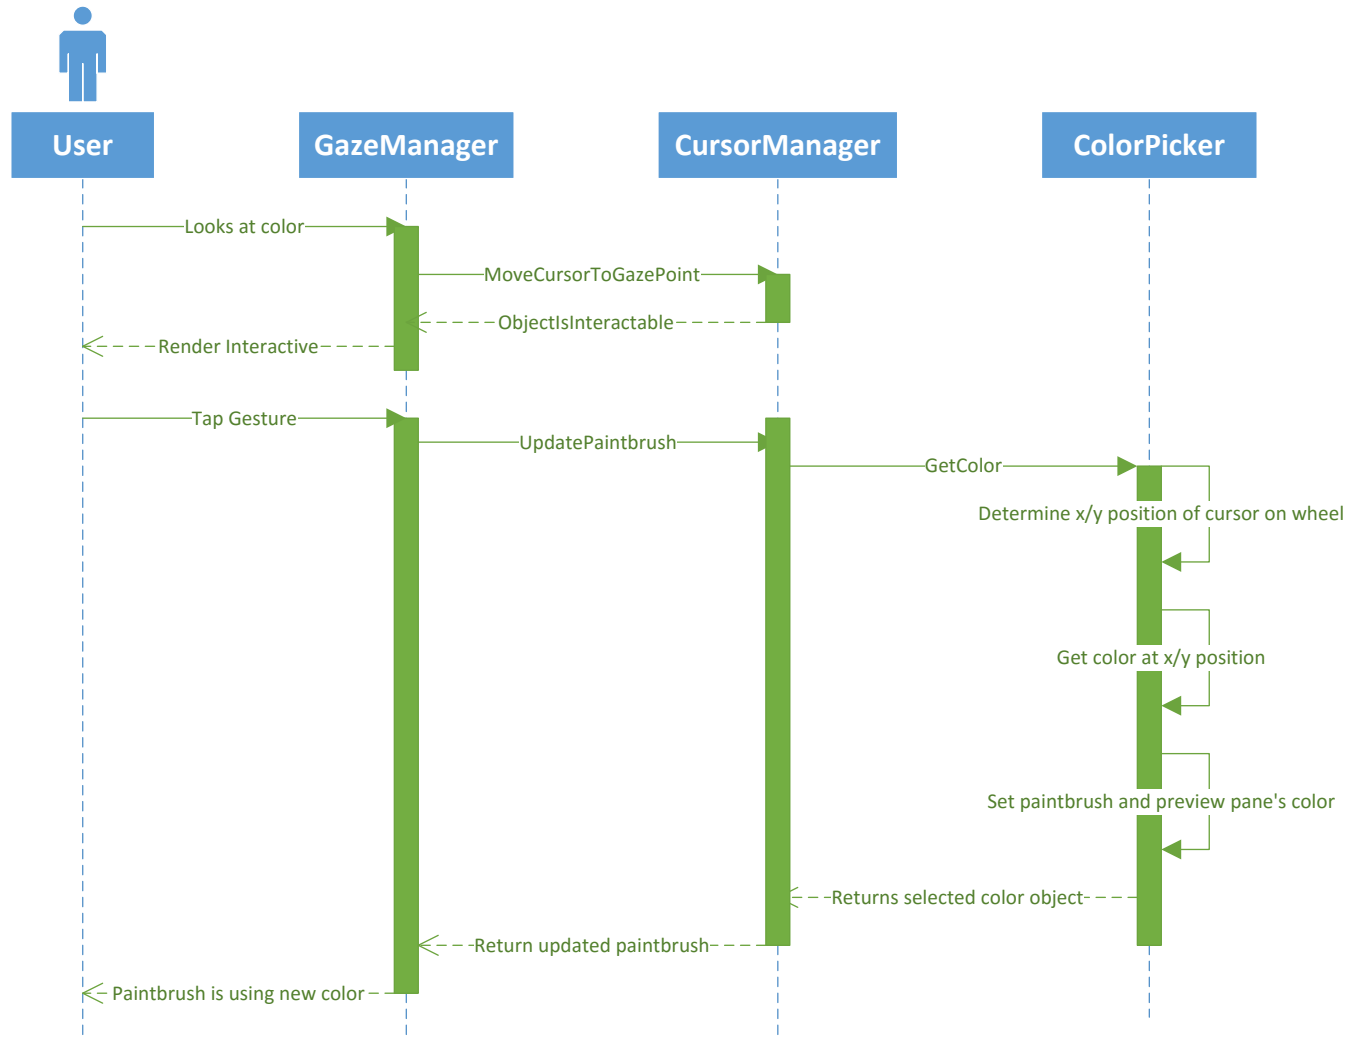 User
GazeManager
CursorManager
ColorPicker
Looks at color
MoveCursorToGazePoint
ObjectIsInteractable
Render Interactive
Tap Gesture
UpdatePaintbrush
GetColor
Determine x/y position of cursor on wheel
Get color at x/y position
Set paintbrush and preview pane's color
Returns selected color object
Return updated paintbrush
Paintbrush is using new color